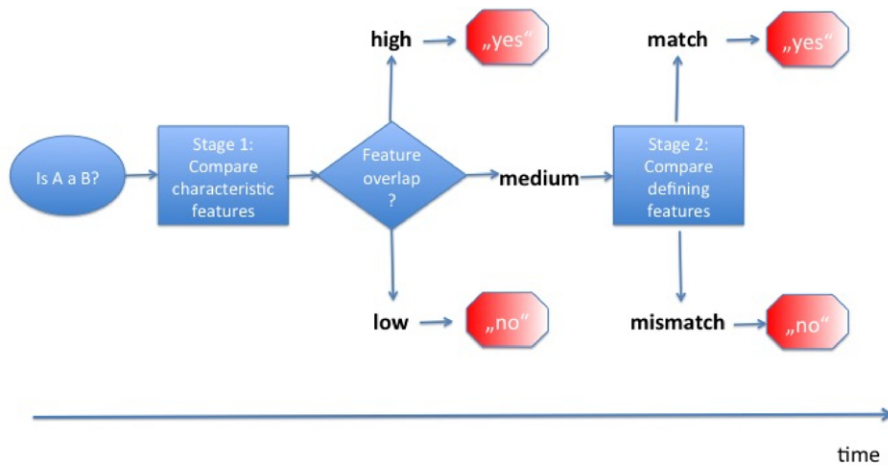 high
„yes“
match
„yes“
Is A a B?
Stage 1:
Compare
characteristic
features
Feature
overlap
?
medium
Stage 2:
Compare
defining
features
low
„no“
mismatch
„no“
time